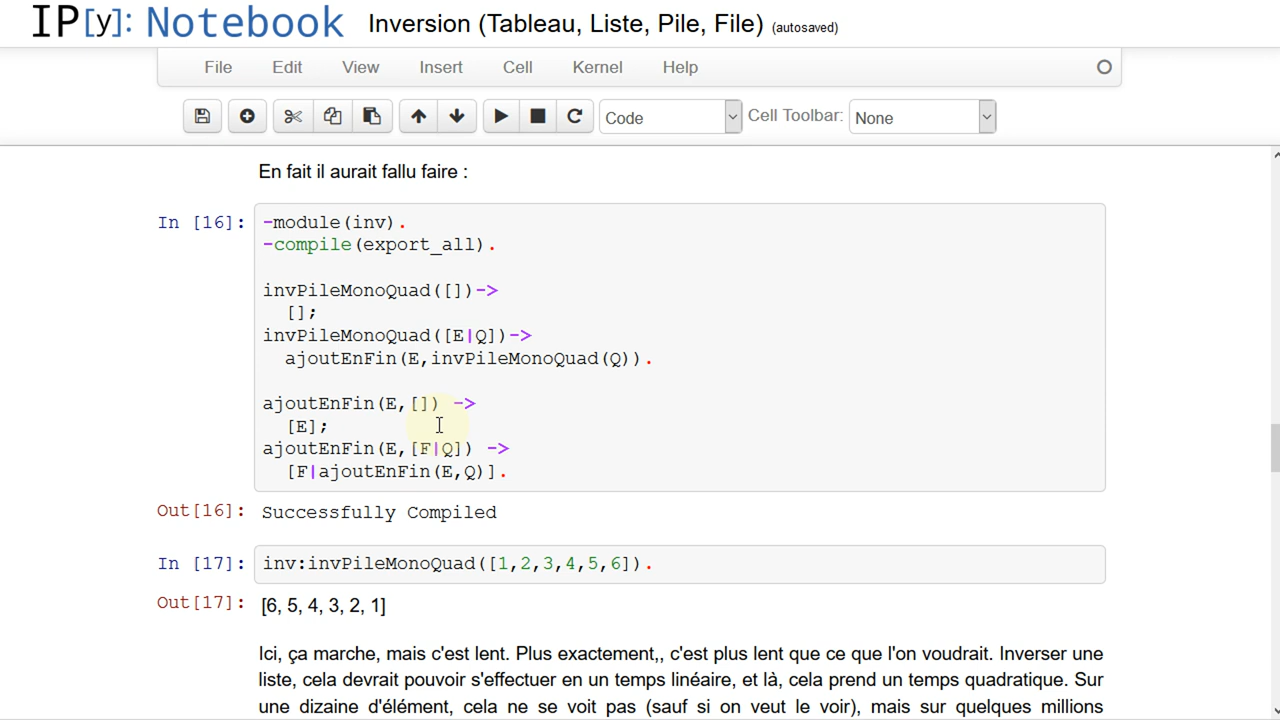 IP[y]: Notebook Inversion (Tableau, Liste, Pile, File) (autosaved)
File Edit View Insert Cell Kernel Help
Code Cell Toolbar: None
En fait il aurait fallu faire :
In [16]: -module(inv).
-compile(export_all).
invPileMonoQuad([])->
[];
invPileMonoQuad([E|Q])->
ajoutEnFin(E,invPileMonoQuad(Q)).
ajoutEnFin(E,[]) ->
[E];
ajoutEnFin(E,[F|Q]) ->
[F|ajoutEnFin(E,Q)].
Out[16]: Successfully Compiled
In [17]: inv:invPileMonoQuad([1,2,3,4,5,6]).
Out[17]: [6, 5, 4, 3, 2, 1]
Ici, ça marche, mais c'est lent. Plus exactement,, c'est plus lent que ce que l'on voudrait. Inverser une
liste, cela devrait pouvoir s'effectuer en un temps linéaire, et là, cela prend un temps quadratique. Sur
une dizaine d'élément, cela ne se voit pas (sauf si on veut le voir), mais sur quelques millions